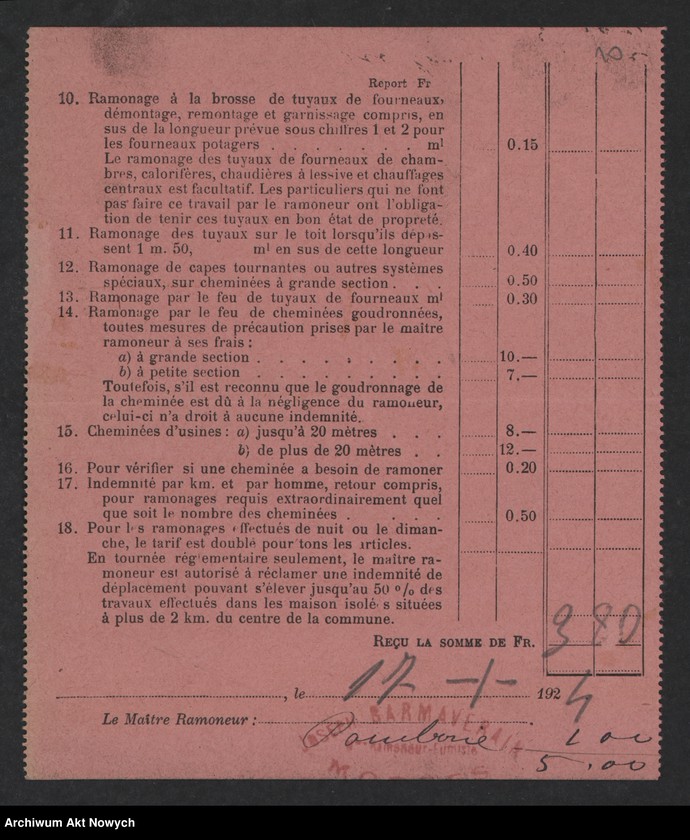 Report Fr
10. Ramonage à la brosse de tuyaux de fourneaux,
démontage, remontage et garnissage compris, en
sus de la longueur prévue sous chiffres 1 et 2 pour
les fourneaux potagers . . . . . . . . m¹ 0.15
Le ramonage des tuyaux de fourneaux de cham-
bres, calorifères, chaudières à lessive et chauffages
centraux est facultatif. Les particuliers qui ne font
pas faire ce travail par le ramoneur ont l'obliga-
tion de tenir ces tuyaux en bon état de propreté.
11. Ramonage des tuyaux sur le toit lorsqu'ils dépas-
sent 1 m. 50, m¹ en sus de cette longueur 0.40
12. Ramonage de capes tournantes ou autres systèmes
spéciaux, sur cheminées à grande section . . . 0.50
13. Ramonage par le feu de tuyaux de fourneaux m¹ 0.30
14. Ramonage par le feu de cheminées goudronnées,
toutes mesures de précaution prises par le maître
ramoneur à ses frais :
a) à grande section . . . . . . . . . 10.—
b) à petite section . . . . . . . . . 7.—
Toutefois, s'il est reconnu que le goudronnage de
la cheminée est dû à la négligence du ramoneur,
celui-ci n'a droit à aucune indemnité.
15. Cheminées d'usines : a) jusqu'à 20 mètres . . . 8.—
b) de plus de 20 mètres . . 12.—
16. Pour vérifier si une cheminée a besoin de ramoner 0.20
17. Indemnité par km. et par homme, retour compris,
pour ramonages requis extraordinairement quel
que soit le nombre des cheminées . . . . . 0.50
18. Pour les ramonages effectués de nuit ou le diman-
che, le tarif est doublé pour tous les articles.
En tournée réglementaire seulement, le maître ra-
moneur est autorisé à réclamer une indemnité de
déplacement pouvant s'élever jusqu'au 50 % des
travaux effectués dans les maison isolées situées
à plus de 2 km. du centre de la commune.
REÇU LA SOMME DE FR. 3 80
, le 17 -/- 1924
Le Maître Ramoneur :
Ramoneur-Fumiste
1 00
5.00
Archiwum Akt Nowych